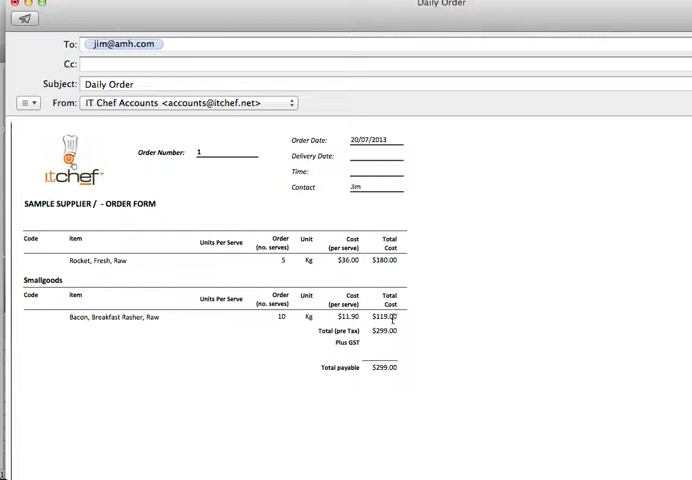 Daily Order
To: jim@amh.com
Cc:
Subject: Daily Order
From: IT Chef Accounts <accounts@itchef.net>
itchef
Order Number: 1
Order Date: 20/07/2013
Delivery Date:
Time:
Contact Jim
SAMPLE SUPPLIER / - ORDER FORM
Code Item Units Per Serve Order (no. serves) Unit Cost (per serve) Total Cost
Rocket, Fresh, Raw 5 Kg $36.00 $180.00
Smallgoods
Code Item Units Per Serve Order (no. serves) Unit Cost (per serve) Total Cost
Bacon, Breakfast Rasher, Raw 10 Kg $11.90 $119.00
Total (pre Tax) $299.00
Plus GST
Total payable $299.00